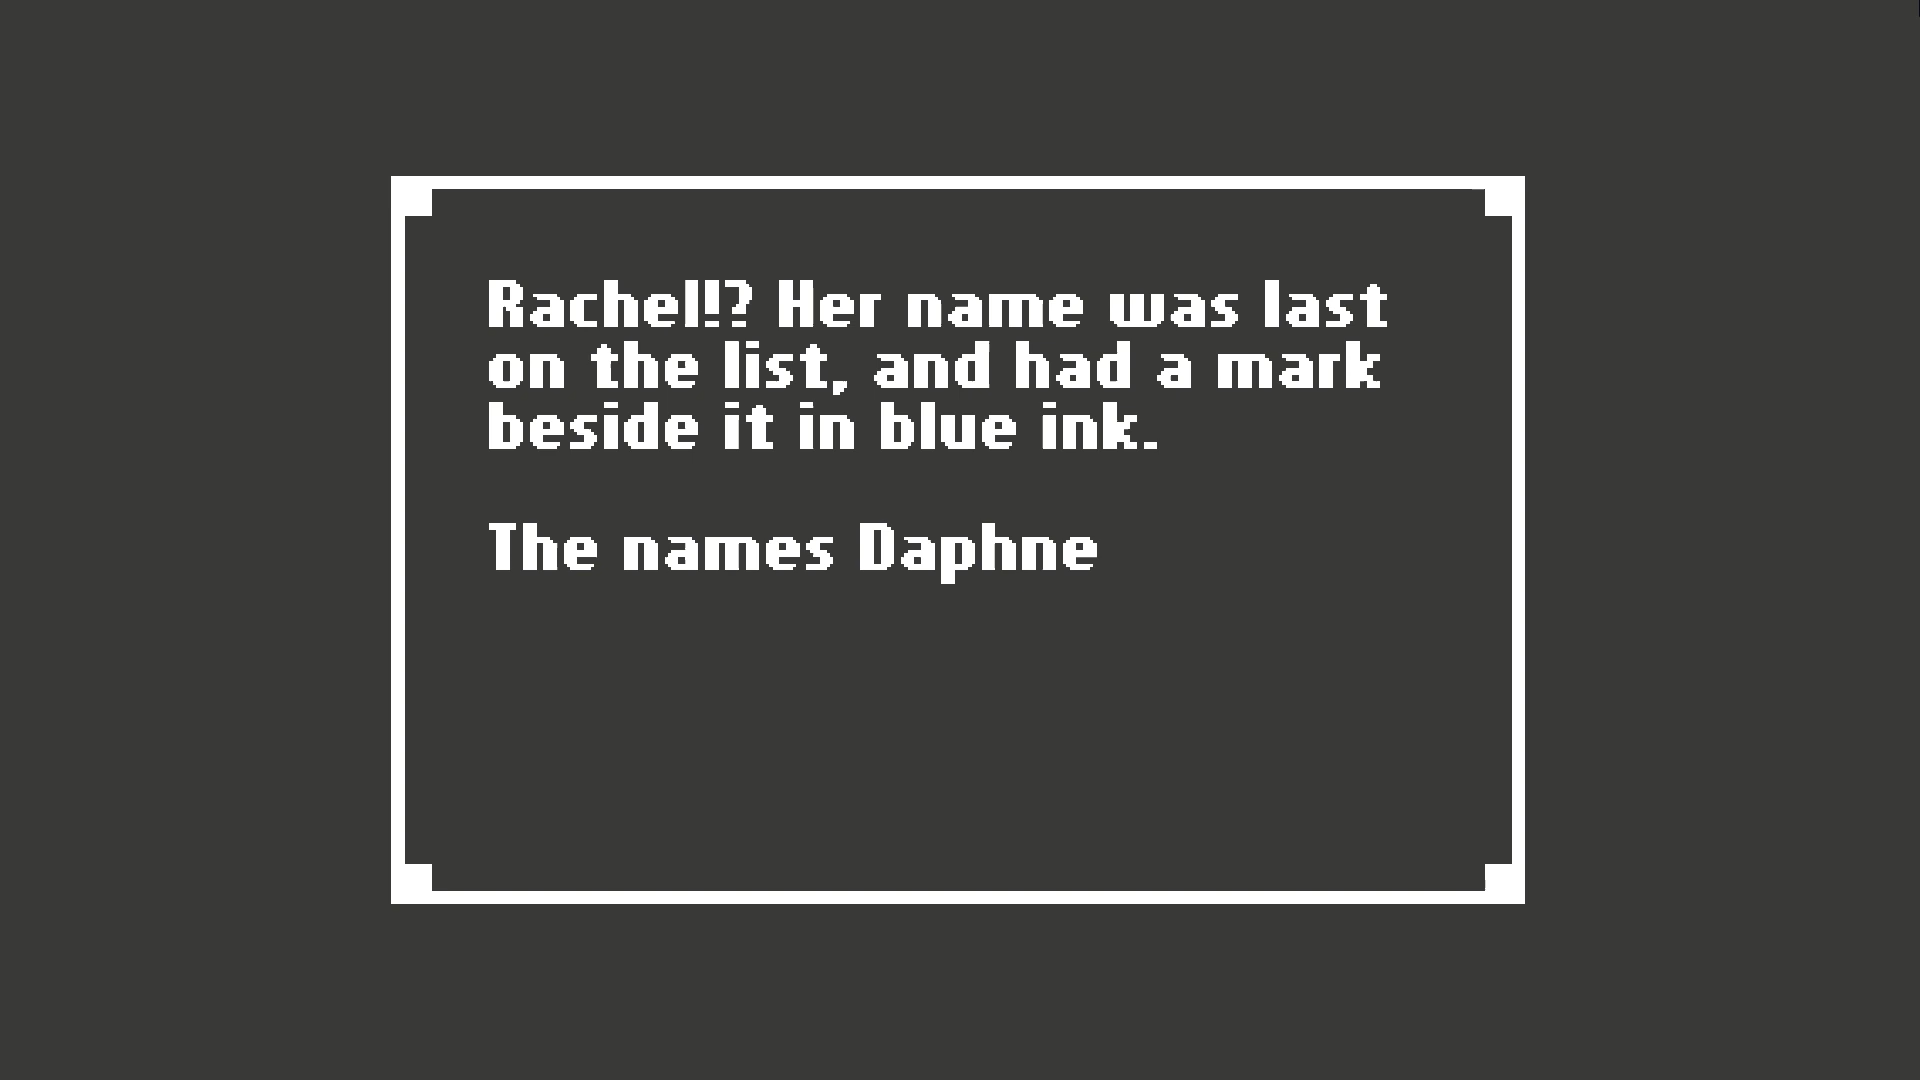 Rachel!? Her name was last
on the list, and had a mark
beside it in blue ink.
The names Daphne